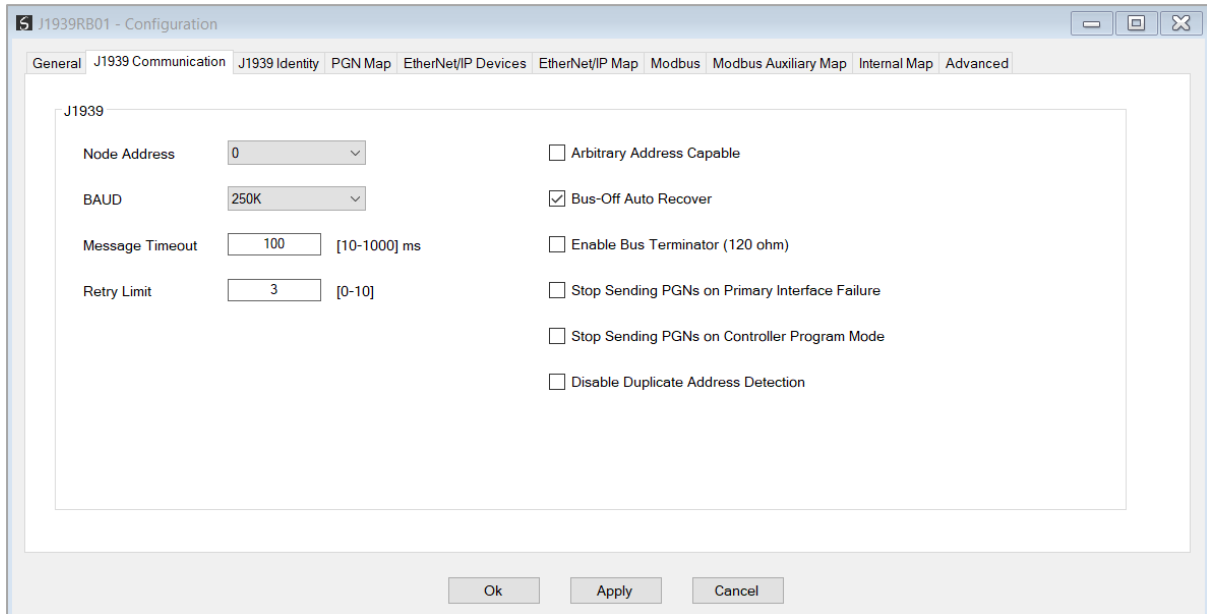 J1939RB01 - Configuration
General J1939 Communication J1939 Identity PGN Map EtherNet/IP Devices EtherNet/IP Map Modbus Modbus Auxiliary Map Internal Map Advanced
J1939
Node Address 0 Arbitrary Address Capable
BAUD 250K Bus-Off Auto Recover
Message Timeout 100 [10-1000] ms Enable Bus Terminator (120 ohm)
Retry Limit 3 [0-10] Stop Sending PGNs on Primary Interface Failure
Stop Sending PGNs on Controller Program Mode
Disable Duplicate Address Detection
Ok Apply Cancel